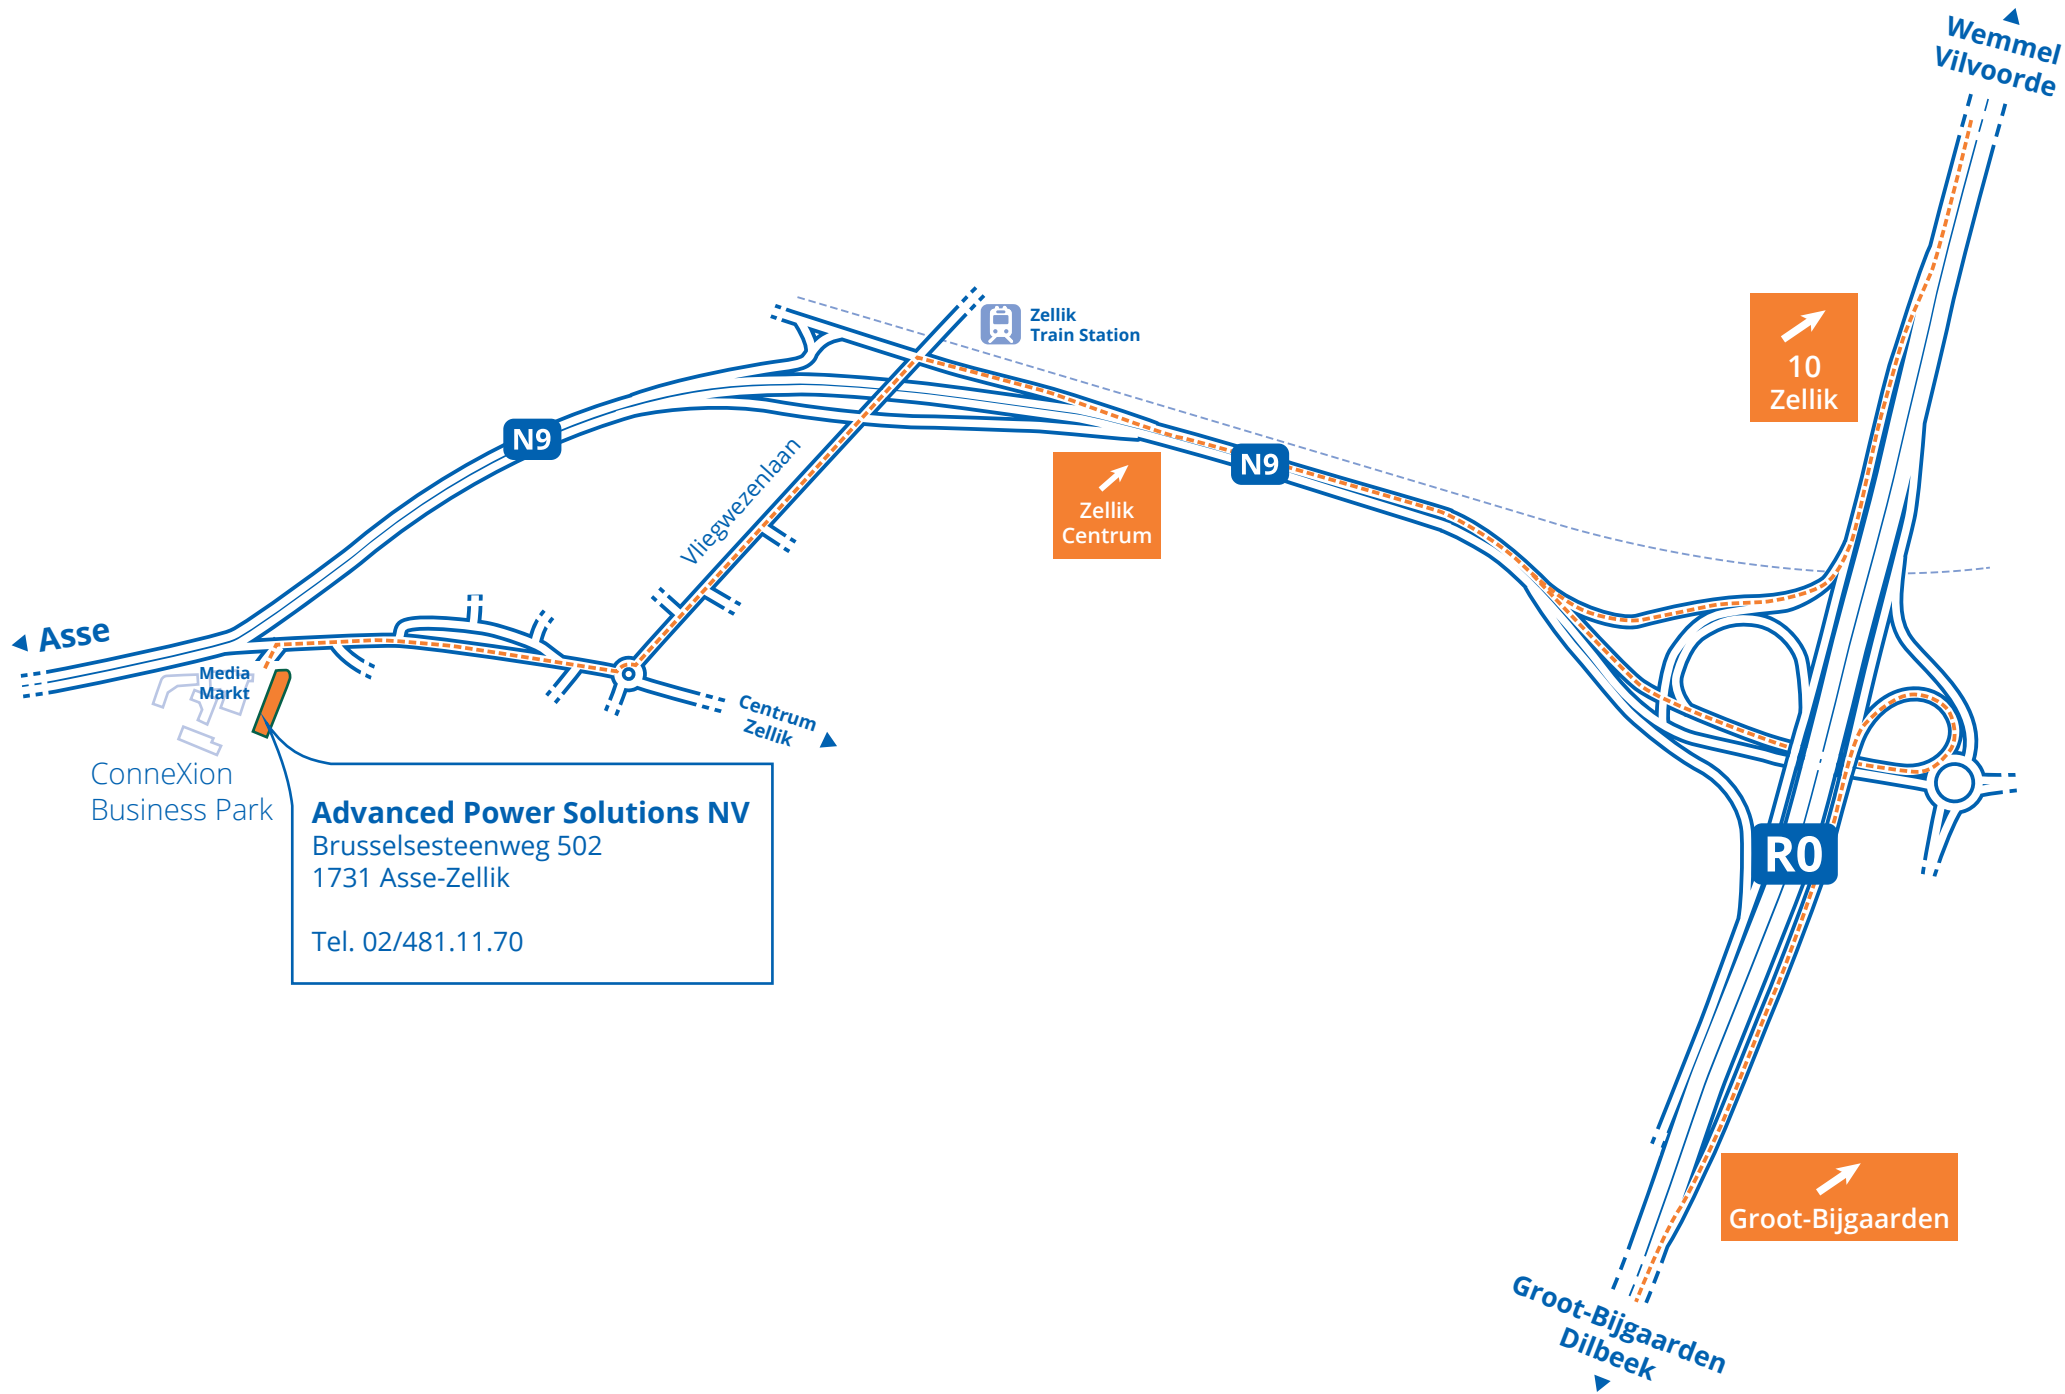 Wemmel
Vilvoorde
Zellik
Train Station
10
Zellik
N9
N9
Vliegwezenlaan
Zellik
Centrum
Asse
Media
Markt
Centrum
Zellik
ConneXion
Business Park
Advanced Power Solutions NV
Brusselsesteenweg 502
1731 Asse-Zellik
Tel. 02/481.11.70
R0
Groot-Bijgaarden
Groot-Bijgaarden
Dilbeek